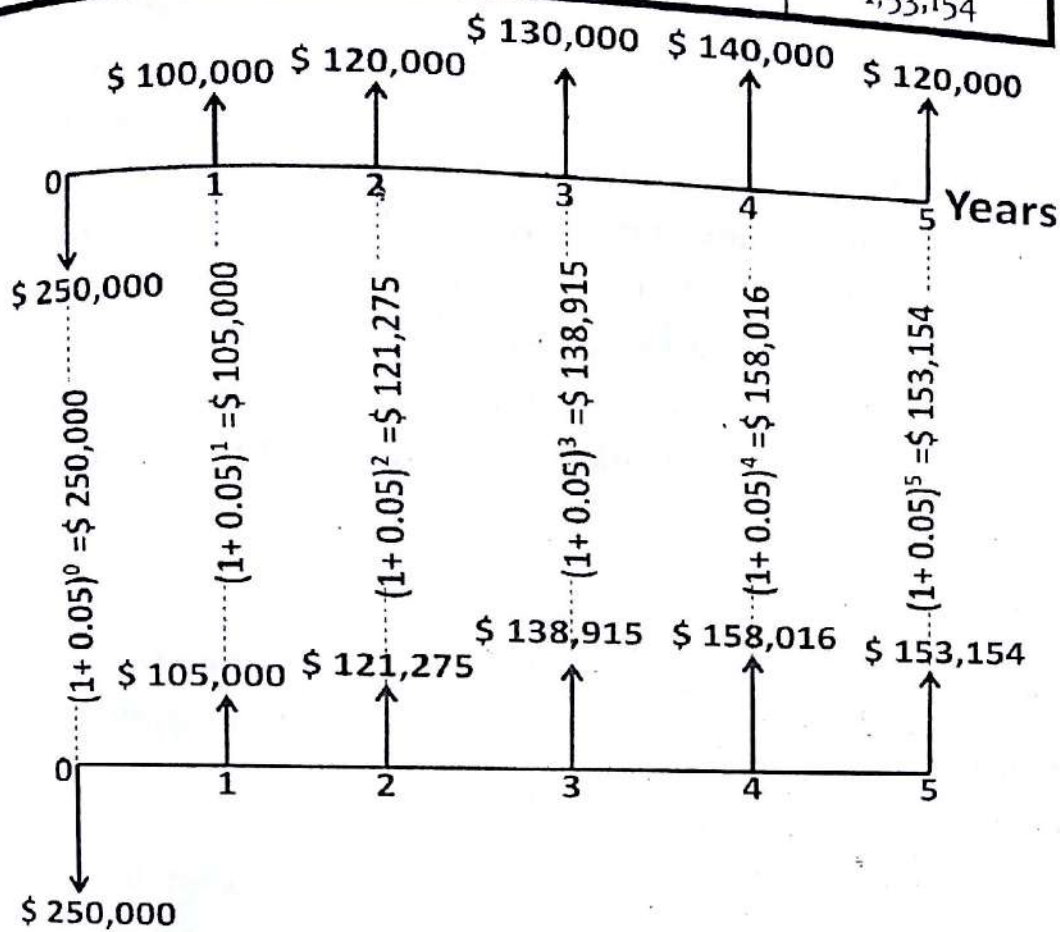 $ 100,000 $ 120,000 $ 130,000 $ 140,000 $ 120,000
0 1 2 3 4 5 Years
$ 250,000
(1+ 0.05)⁰ =$ 250,000
(1+ 0.05)¹ =$ 105,000
(1+ 0.05)² =$ 121,275
(1+ 0.05)³ =$ 138,915
(1+ 0.05)⁴ =$ 158,016
(1+ 0.05)⁵ =$ 153,154
$ 105,000 $ 121,275 $ 138,915 $ 158,016 $ 153,154
0 1 2 3 4 5
$ 250,000